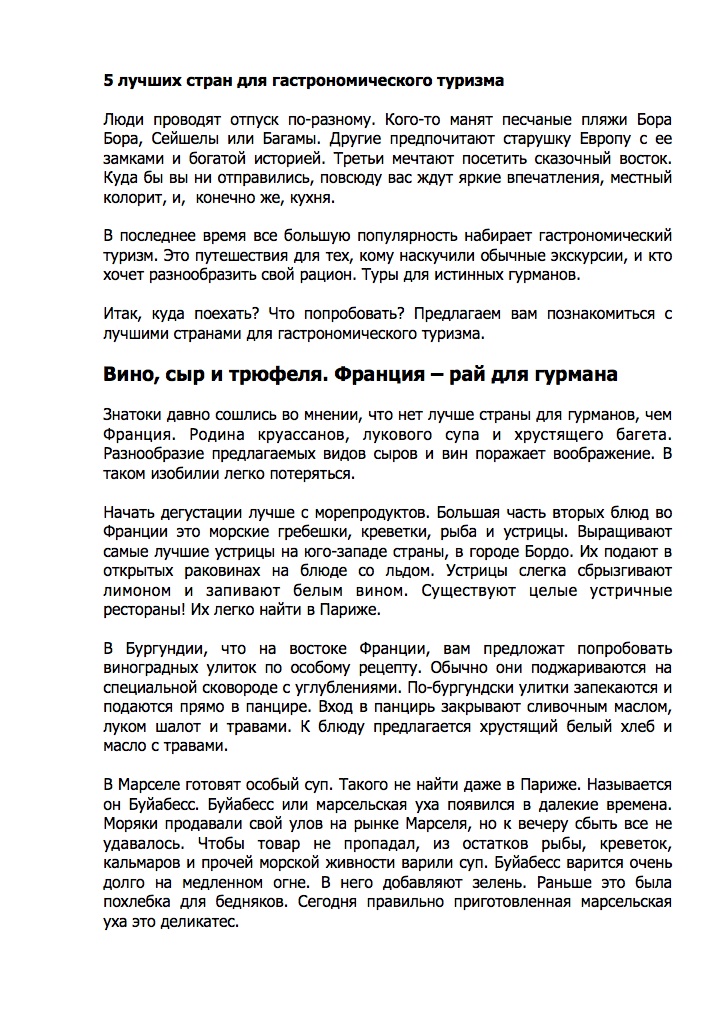 5 лучших стран для гастрономического туризма
Люди проводят отпуск по-разному. Кого-то манят песчаные пляжи Бора
Бора, Сейшелы или Багамы. Другие предпочитают старушку Европу с ее
замками и богатой историей. Третьи мечтают посетить сказочный восток.
Куда бы вы ни отправились, повсюду вас ждут яркие впечатления, местный
колорит, и, конечно же, кухня.
В последнее время все большую популярность набирает гастрономический
туризм. Это путешествия для тех, кому наскучили обычные экскурсии, и кто
хочет разнообразить свой рацион. Туры для истинных гурманов.
Итак, куда поехать? Что попробовать? Предлагаем вам познакомиться с
лучшими странами для гастрономического туризма.
Вино, сыр и трюфеля. Франция – рай для гурмана
Знатоки давно сошлись во мнении, что нет лучше страны для гурманов, чем
Франция. Родина круассанов, лукового супа и хрустящего багета.
Разнообразие предлагаемых видов сыров и вин поражает воображение. В
таком изобилии легко потеряться.
Начать дегустации лучше с морепродуктов. Большая часть вторых блюд во
Франции это морские гребешки, креветки, рыба и устрицы. Выращивают
самые лучшие устрицы на юго-западе страны, в городе Бордо. Их подают в
открытых раковинах на блюде со льдом. Устрицы слегка сбрызгивают
лимоном и запивают белым вином. Существуют целые устричные
рестораны! Их легко найти в Париже.
В Бургундии, что на востоке Франции, вам предложат попробовать
виноградных улиток по особому рецепту. Обычно они поджариваются на
специальной сковороде с углублениями. По-бургундски улитки запекаются и
подаются прямо в панцире. Вход в панцирь закрывают сливочным маслом,
луком шалот и травами. К блюду предлагается хрустящий белый хлеб и
масло с травами.
В Марселе готовят особый суп. Такого не найти даже в Париже. Называется
он Буйабесс. Буйабесс или марсельская уха появился в далекие времена.
Моряки продавали свой улов на рынке Марселя, но к вечеру сбыть все не
удавалось. Чтобы товар не пропадал, из остатков рыбы, креветок,
кальмаров и прочей морской живности варили суп. Буйабесс варится очень
долго на медленном огне. В него добавляют зелень. Раньше это была
похлебка для бедняков. Сегодня правильно приготовленная марсельская
уха это деликатес.